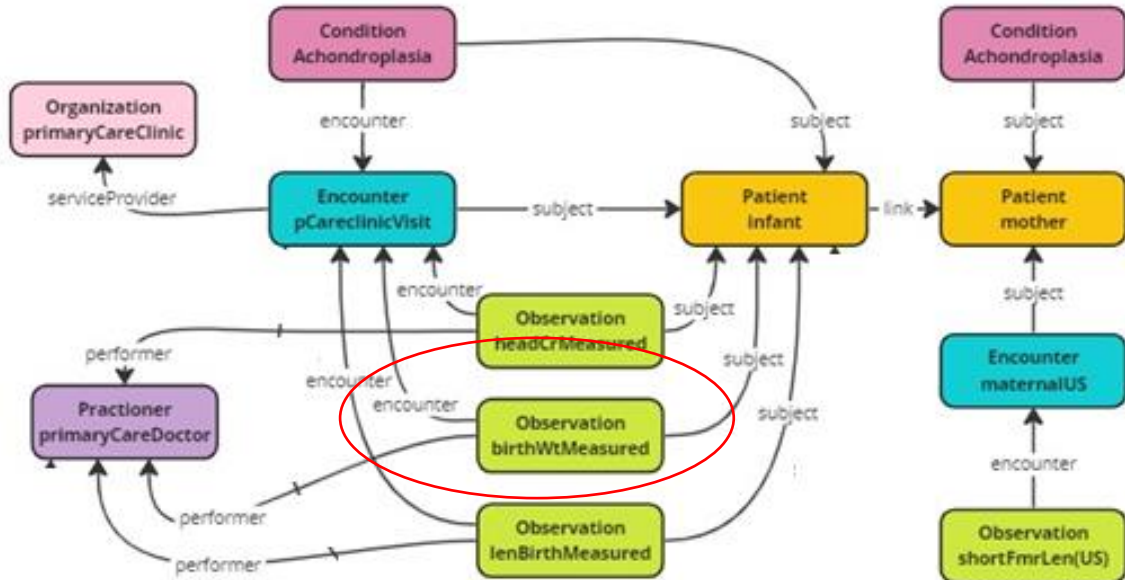 Condition
Achondroplasia
Condition
Achondroplasia
Organization
primaryCareClinic
encounter
subject
subject
serviceProvider
Encounter
pCareclinicVisit
subject
Patient
infant
link
Patient
mother
encounter
subject
subject
Observation
headCrMeasured
performer
subject
encounter
Encounter
maternalUS
Practioner
primaryCareDoctor
encounter
Observation
birthWtMeasured
subject
encounter
performer
performer
Observation
lenBirthMeasured
Observation
shortFmrLen(US)